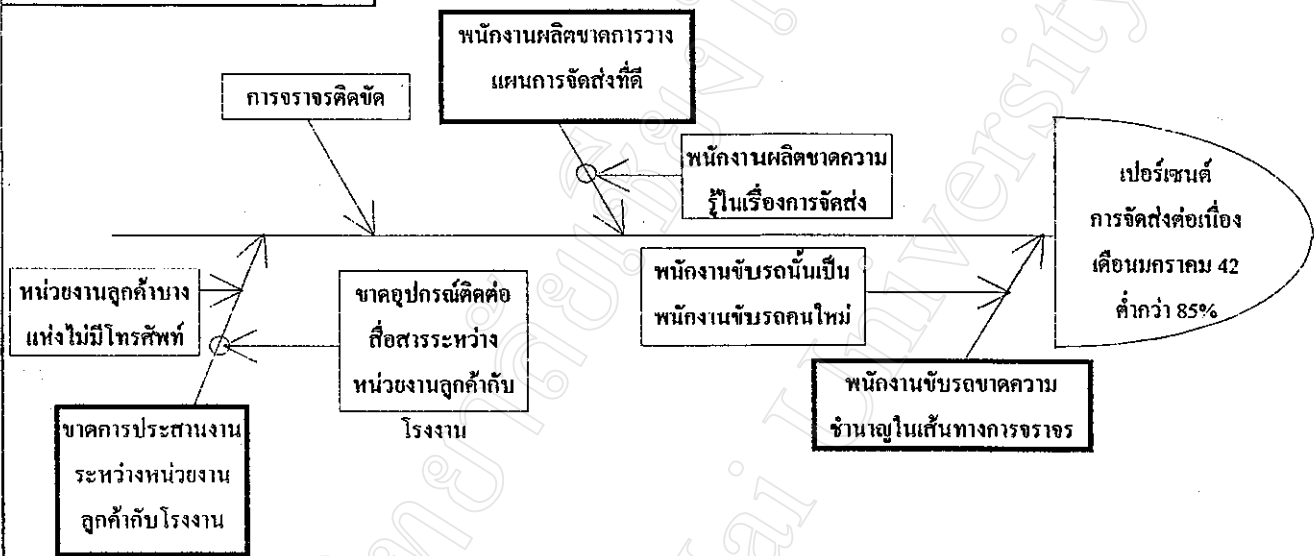 พนักงานผลิตขาดการวาง
แผนการจัดส่งที่ดี
การจราจรติดขัด
พนักงานผลิตขาดความ
รู้ในเรื่องการจัดส่ง
เปอร์เซนต์
การจัดส่งต่อเนื่อง
เดือนมกราคม 42
ต่ำกว่า 85%
หน่วยงานลูกค้าบาง
แห่งไม่มีโทรศัพท์
ขาดอุปกรณ์ติดต่อ
สื่อสารระหว่าง
หน่วยงานลูกค้ากับ
โรงงาน
พนักงานขับรถนั้นเป็น
พนักงานขับรถคนใหม่
พนักงานขับรถขาดความ
ชำนาญในเส้นทางการจราจร
ขาดการประสานงาน
ระหว่างหน่วยงาน
ลูกค้ากับโรงงาน
ai University